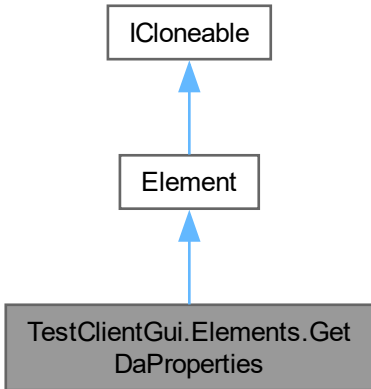 ICloneable
Element
TestClientGui.Elements.Get
DaProperties